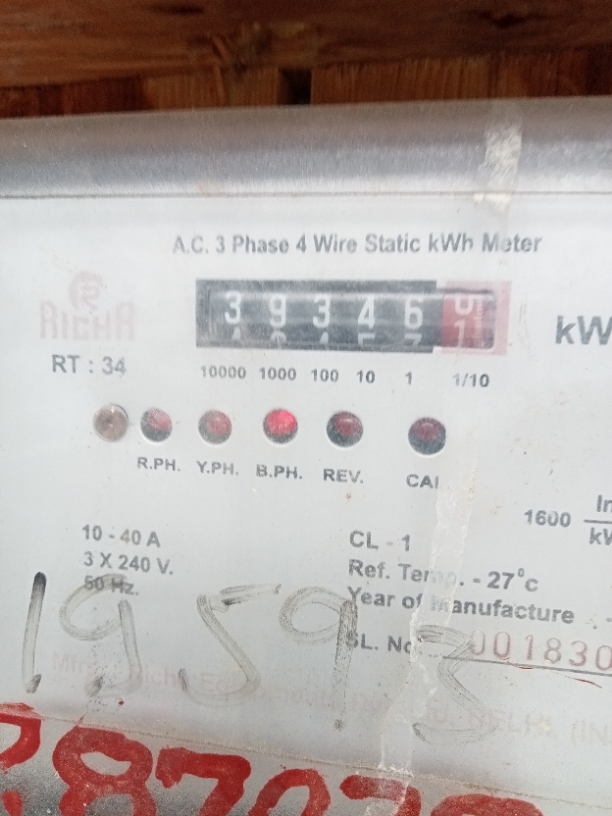 A.C. 3 Phase 4 Wire Static kWh Meter
RICHA
3 9 3 4 6
kW
RT : 34
10000 1000 100 10 1 1/10
R.PH. Y.PH. B.PH. REV. CAL
1600
10 - 40 A
3 X 240 V.
50 Hz.
CL - 1
Ref. Temp. - 27°c
Year of Manufacture
SL. No. 001830
19593